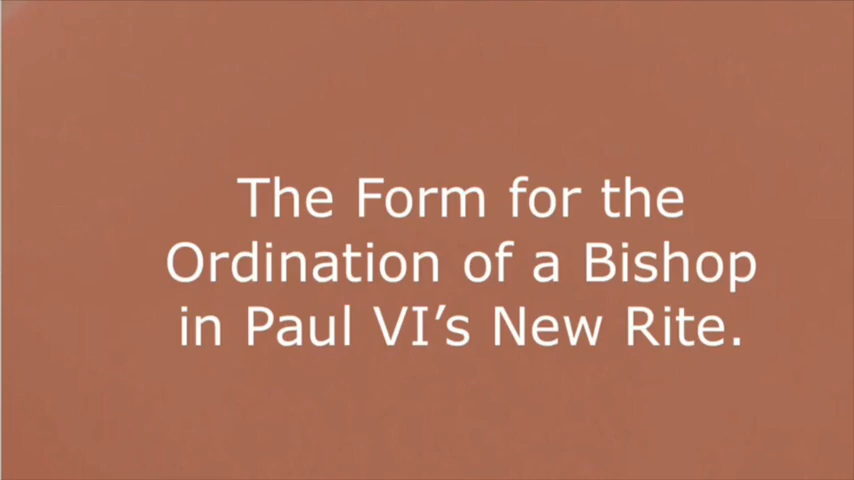 The Form for the
Ordination of a Bishop
in Paul VI’s New Rite.